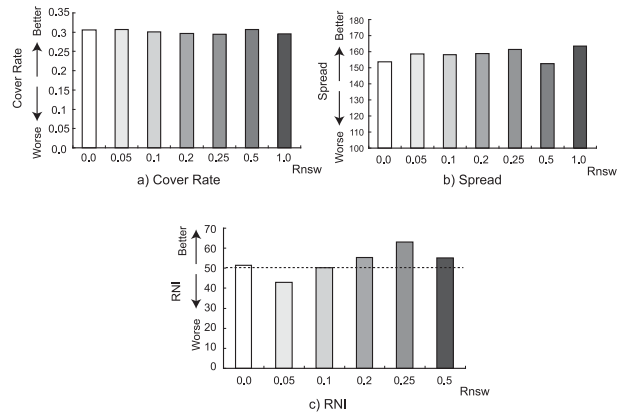 Better
Cover Rate
Worse
0.35
0.3
0.25
0.2
0.15
0.1
0.05
0.0
0.0 0.05 0.1 0.2 0.25 0.5 1.0
Rnsw
a) Cover Rate
Better
Spread
Worse
180
170
160
150
140
130
120
110
100
0.0 0.05 0.1 0.2 0.25 0.5 1.0
Rnsw
b) Spread
Better
RNI
Worse
70
60
50
40
30
20
10
0
0.0 0.05 0.1 0.2 0.25 0.5
Rnsw
c) RNI